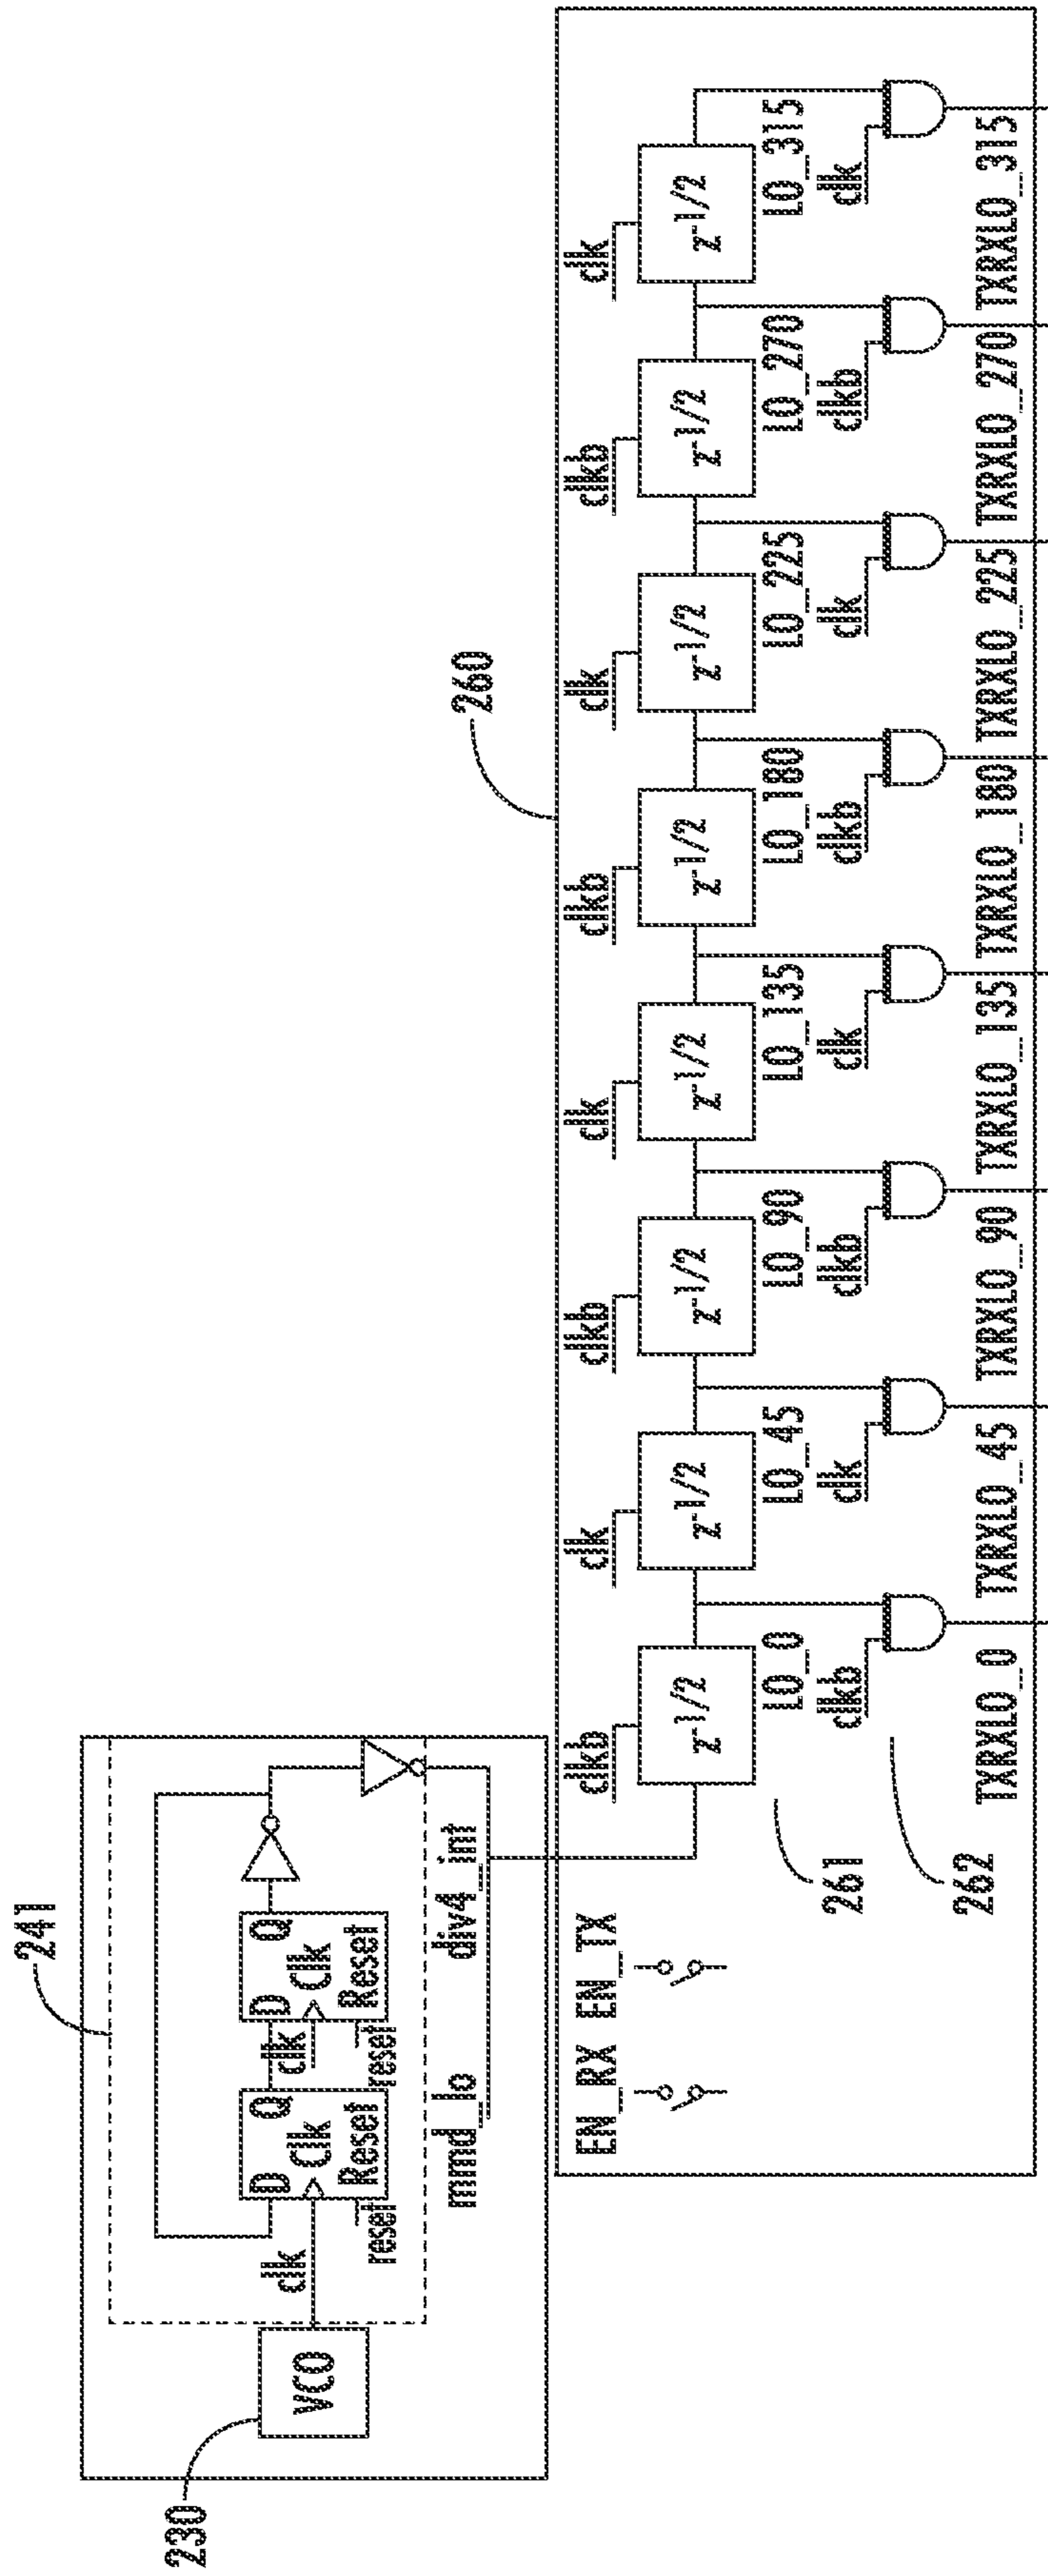 230
VCO
241
clk
D Q
Clk
Reset
reset
clk
D Q
Clk
Reset
reset
mmd_lo
div4_int
260
EN_RX EN_TX
261
262
clkb
clk
clkb
clk
clkb
clk
clkb
clk
z-1/2
z-1/2
z-1/2
z-1/2
z-1/2
z-1/2
z-1/2
z-1/2
LO_0
LO_45
LO_90
LO_135
LO_180
LO_225
LO_270
LO_315
clkb
clk
clkb
clk
clkb
clk
clkb
clk
TXRXLO_0
TXRXLO_45
TXRXLO_90
TXRXLO_135
TXRXLO_180
TXRXLO_225
TXRXLO_270
TXRXLO_315